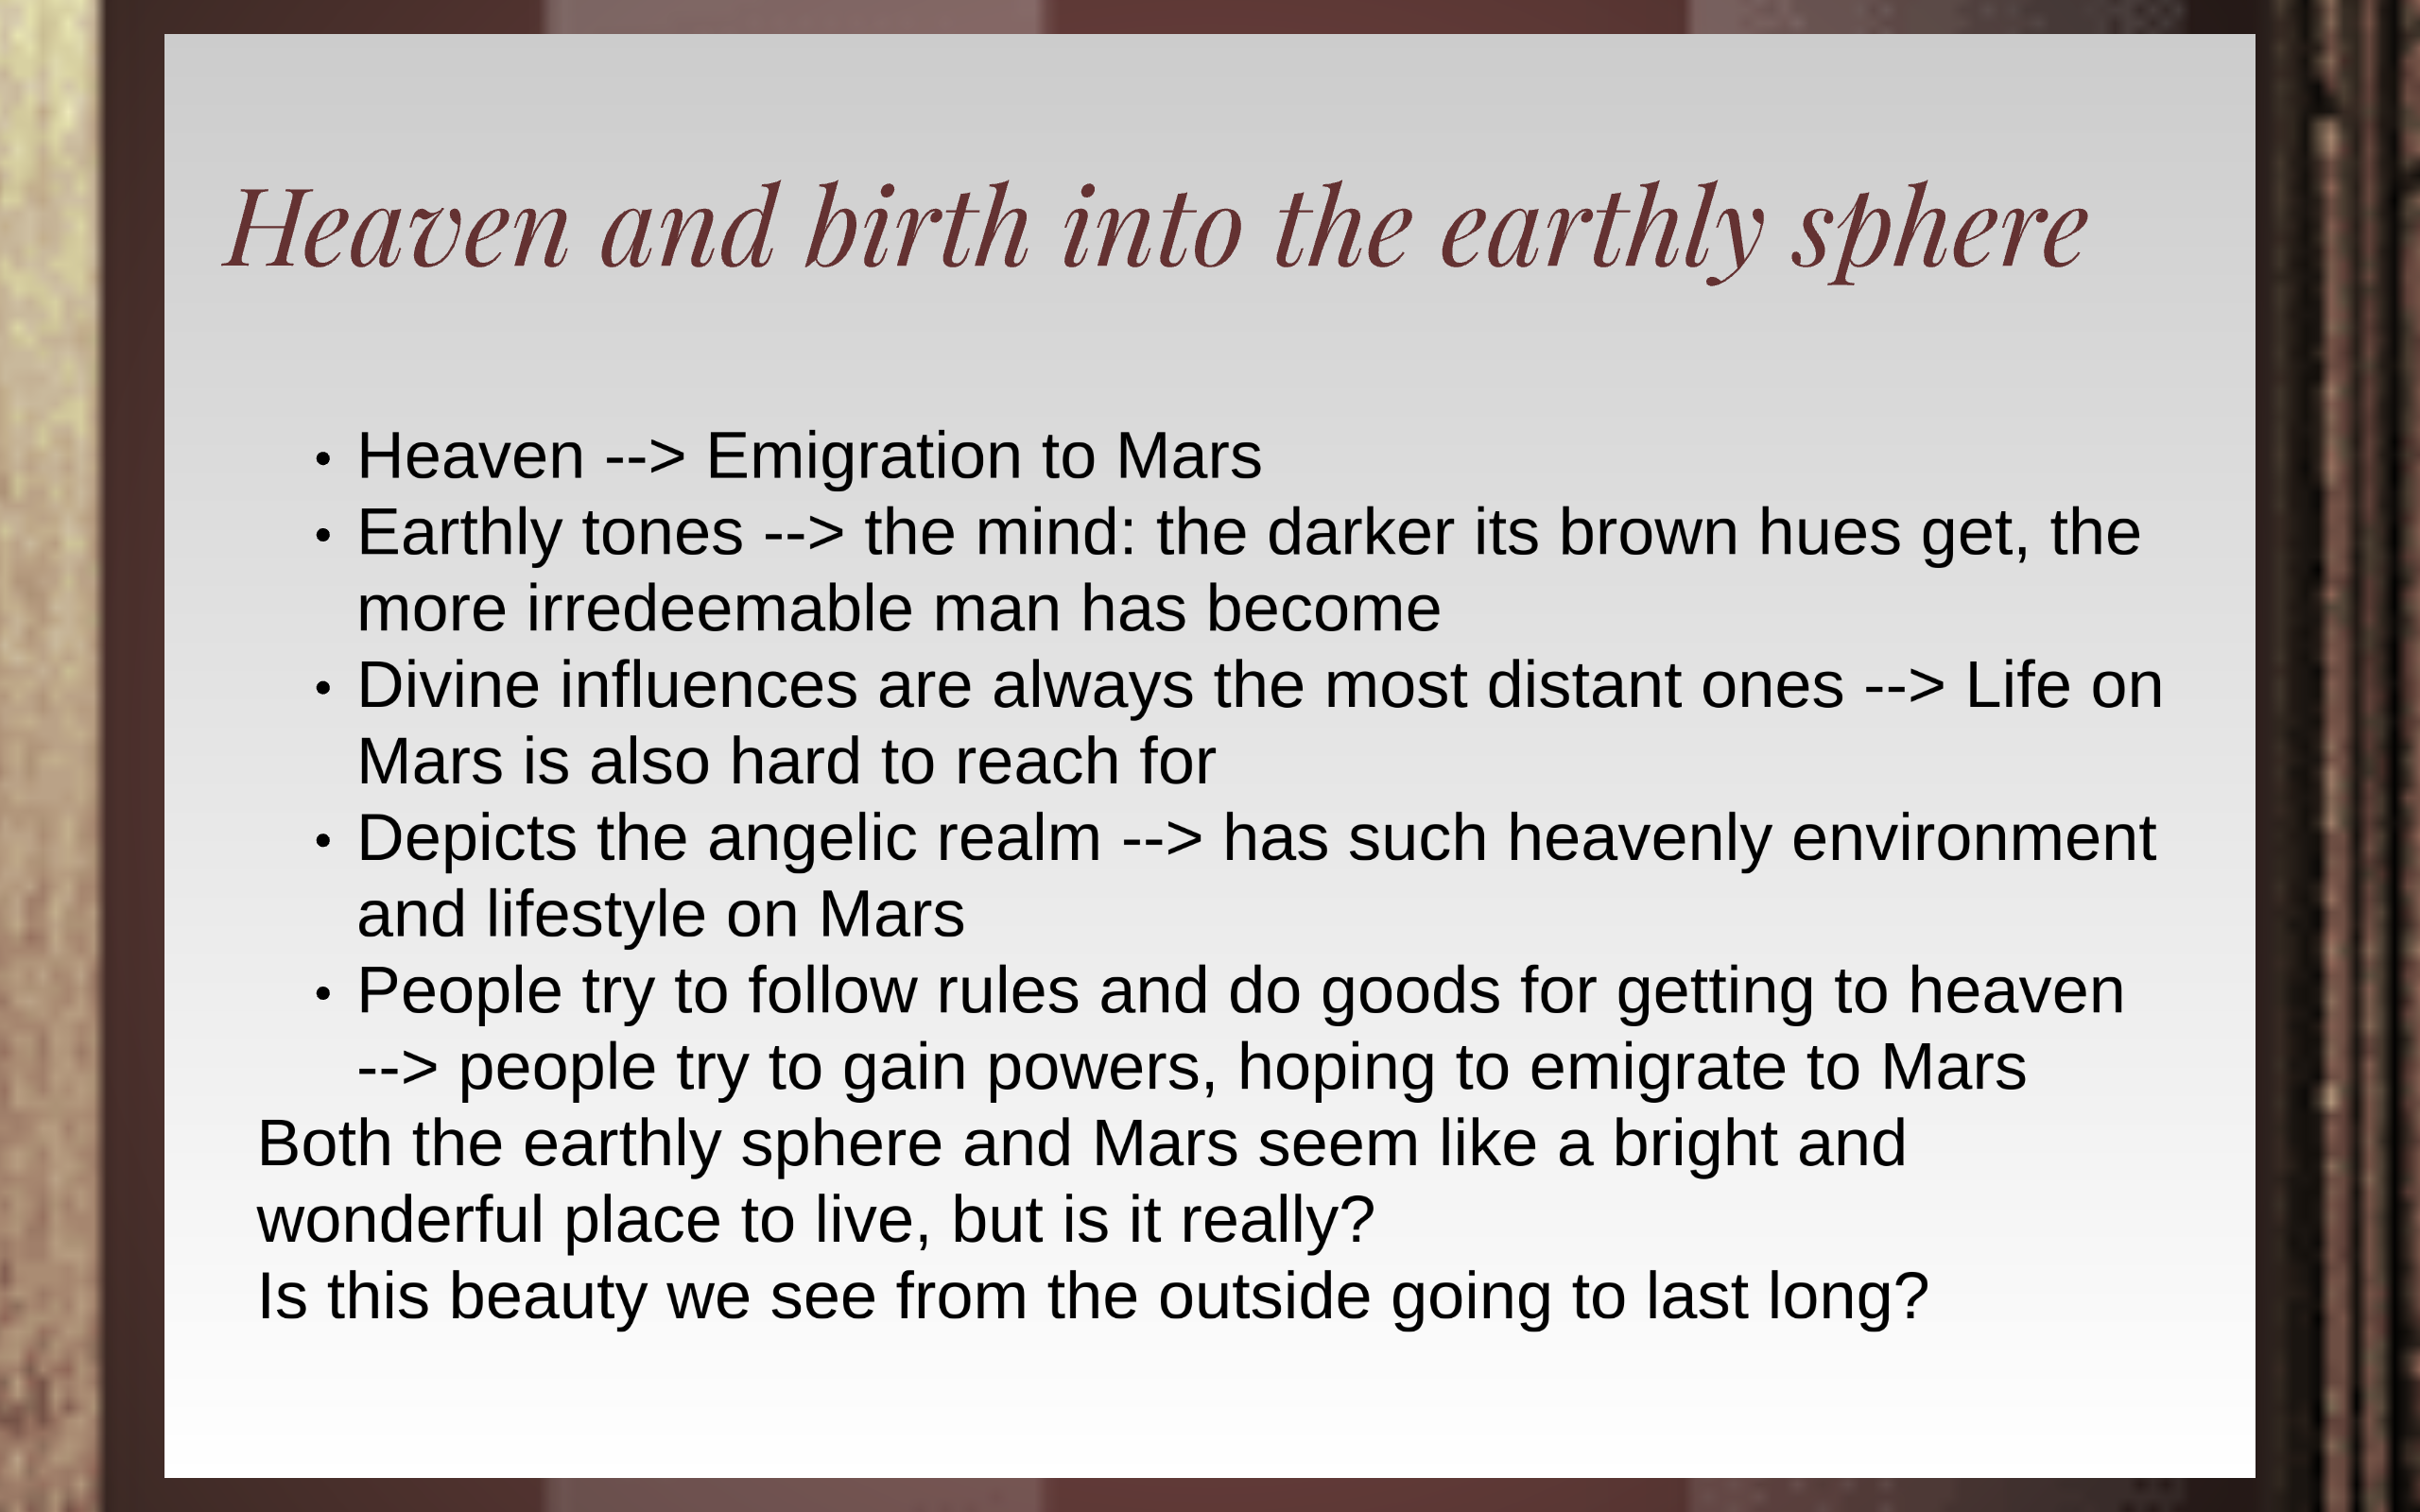 Heaven and birth into the earthly sphere
• Heaven --> Emigration to Mars
• Earthly tones --> the mind: the darker its brown hues get, the
more irredeemable man has become
• Divine influences are always the most distant ones --> Life on
Mars is also hard to reach for
• Depicts the angelic realm --> has such heavenly environment
and lifestyle on Mars
• People try to follow rules and do goods for getting to heaven
--> people try to gain powers, hoping to emigrate to Mars
Both the earthly sphere and Mars seem like a bright and
wonderful place to live, but is it really?
Is this beauty we see from the outside going to last long?